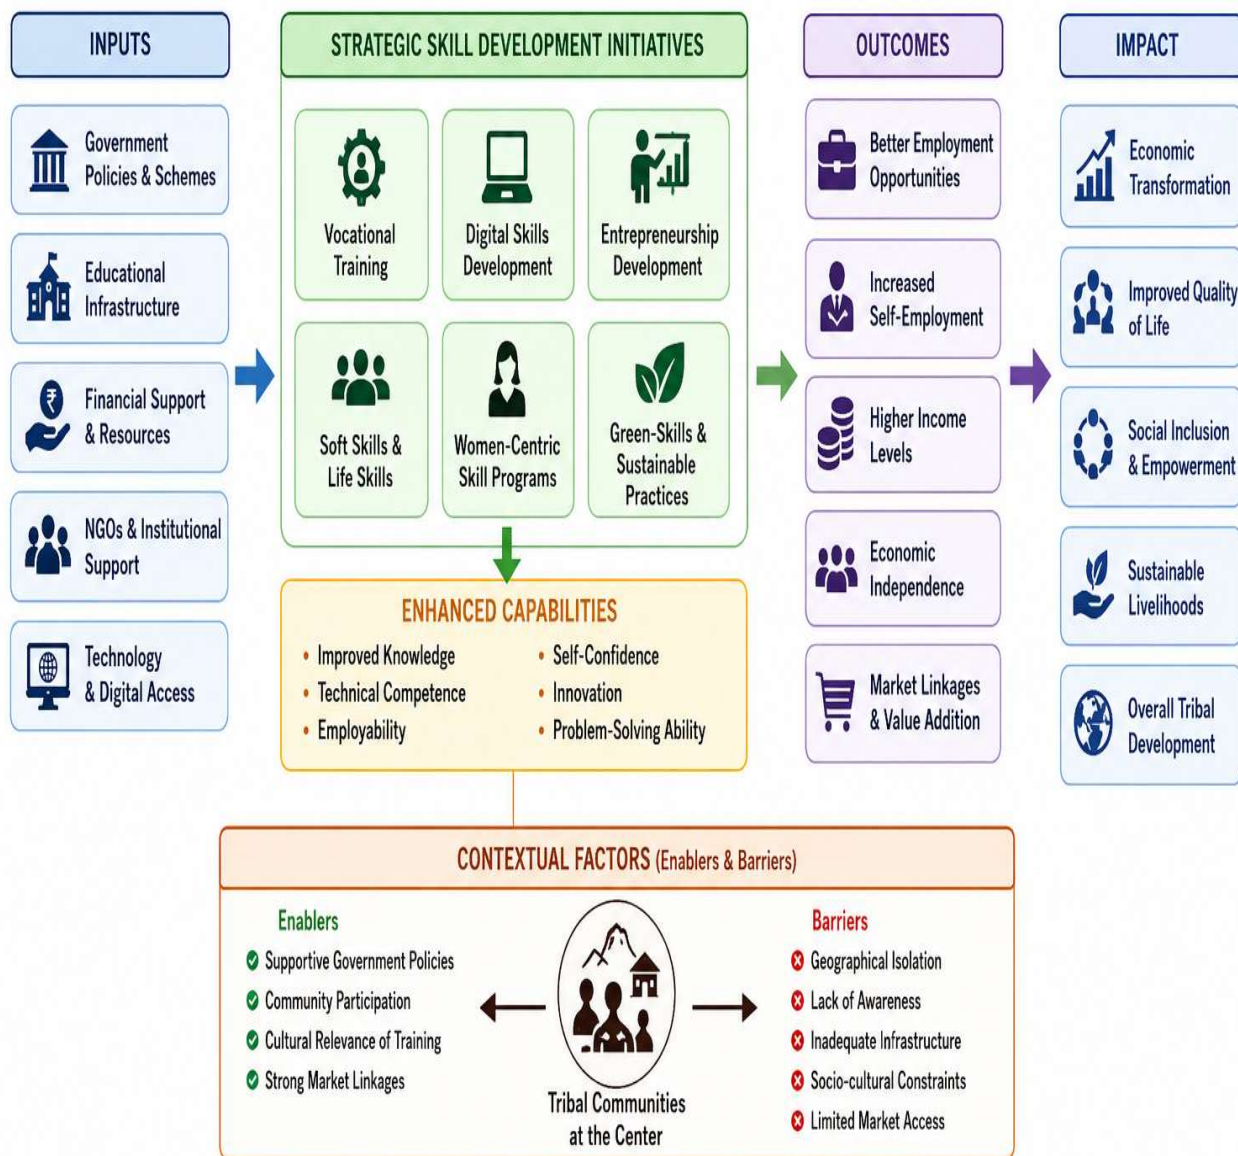 INPUTS
Government
Policies & Schemes
Educational
Infrastructure
₹
Financial Support
& Resources
NGOs & Institutional
Support
Technology
& Digital Access
STRATEGIC SKILL DEVELOPMENT INITIATIVES
Vocational
Training
Digital Skills
Development
Entrepreneurship
Development
Soft Skills &
Life Skills
Women-Centric
Skill Programs
Green-Skills &
Sustainable
Practices
ENHANCED CAPABILITIES
• Improved Knowledge
• Technical Competence
• Employability
• Self-Confidence
• Innovation
• Problem-Solving Ability
OUTCOMES
Better Employment
Opportunities
Increased
Self-Employment
Higher Income
Levels
Economic
Independence
Market Linkages
& Value Addition
IMPACT
Economic
Transformation
Improved Quality
of Life
Social Inclusion
& Empowerment
Sustainable
Livelihoods
Overall Tribal
Development
CONTEXTUAL FACTORS (Enablers & Barriers)
Enablers
Supportive Government Policies
Community Participation
Cultural Relevance of Training
Strong Market Linkages
Tribal Communities
at the Center
Barriers
Geographical Isolation
Lack of Awareness
Inadequate Infrastructure
Socio-cultural Constraints
Limited Market Access